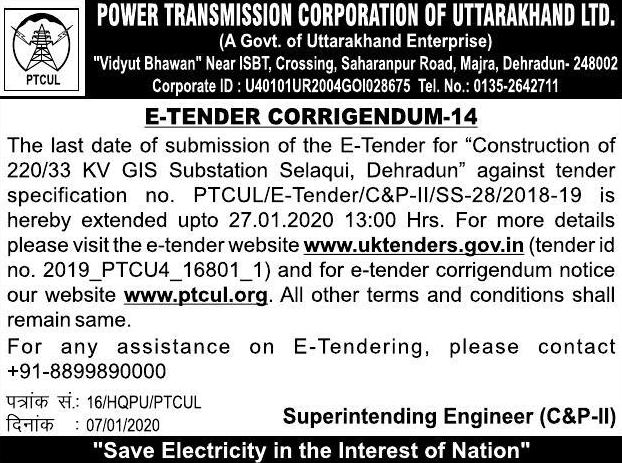 POWER TRANSMISSION CORPORATION OF UTTARAKHAND LTD.
(A Govt. of Uttarakhand Enterprise)
"Vidyut Bhawan" Near ISBT, Crossing, Saharanpur Road, Majra, Dehradun- 248002
Corporate ID : U40101UR2004GOI028675 Tel. No.: 0135-2642711
PTCUL
E-TENDER CORRIGENDUM-14
The last date of submission of the E-Tender for “Construction of
220/33 KV GIS Substation Selaqui, Dehradun” against tender
specification no. PTCUL/E-Tender/C&P-II/SS-28/2018-19 is
hereby extended upto 27.01.2020 13:00 Hrs. For more details
please visit the e-tender website www.uktenders.gov.in (tender id
no. 2019_PTCU4_16801_1) and for e-tender corrigendum notice
our website www.ptcul.org. All other terms and conditions shall
remain same.
For any assistance on E-Tendering, please contact
+91-8899890000
पत्रांक सं.: 16/HQPU/PTCUL
दिनांक : 07/01/2020
Superintending Engineer (C&P-II)
"Save Electricity in the Interest of Nation"